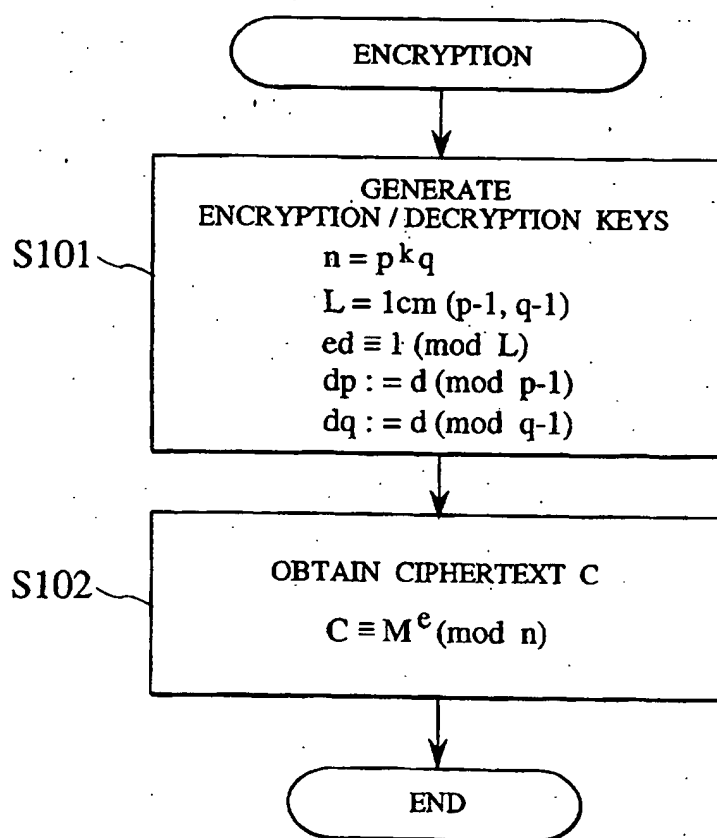 ENCRYPTION
S101
GENERATE
ENCRYPTION / DECRYPTION KEYS
n = p^k q
L = 1cm (p-1, q-1)
ed ≡ 1 (mod L)
dp : = d (mod p-1)
dq : = d (mod q-1)
S102
OBTAIN CIPHERTEXT C
C ≡ M^e (mod n)
END